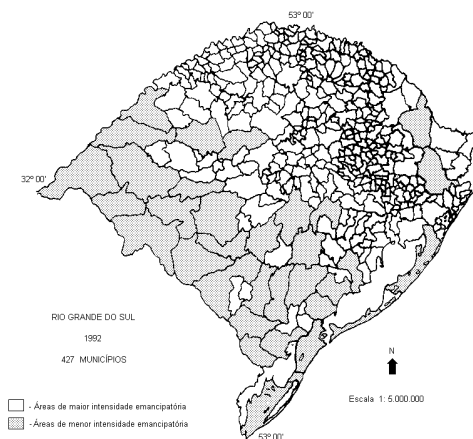 53º 00'
32º 00'
RIO GRANDE DO SUL
1992
427 MUNICÍPIOS
N
Escala 1: 5.000.000
- Áreas de maior intensidade emancipatória
- Áreas de menor intensidade emancipatória
53º 00'